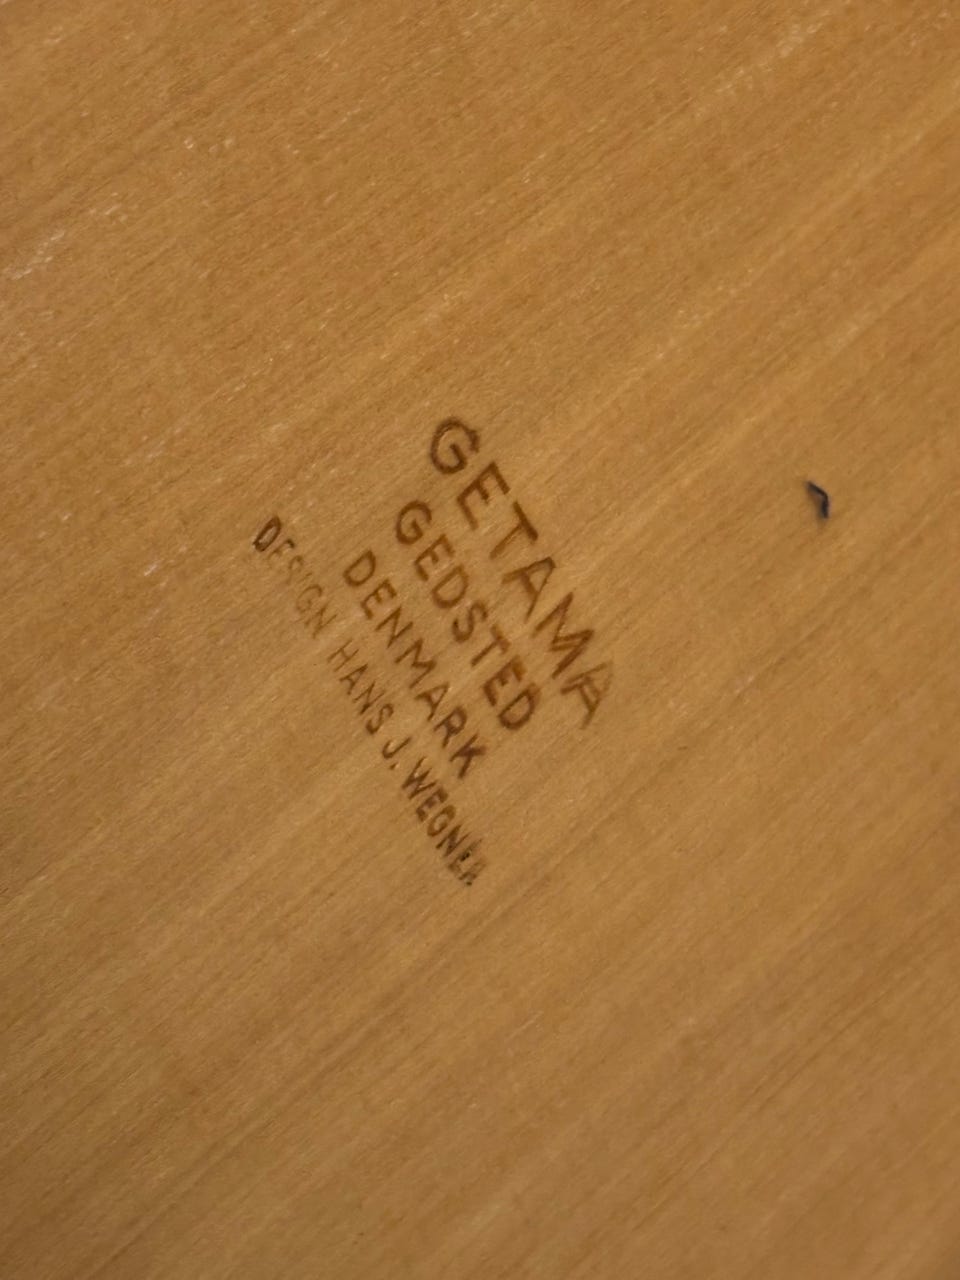 GETAMA
GEDSTED
DENMARK
DESIGN HANS J. WEGNER